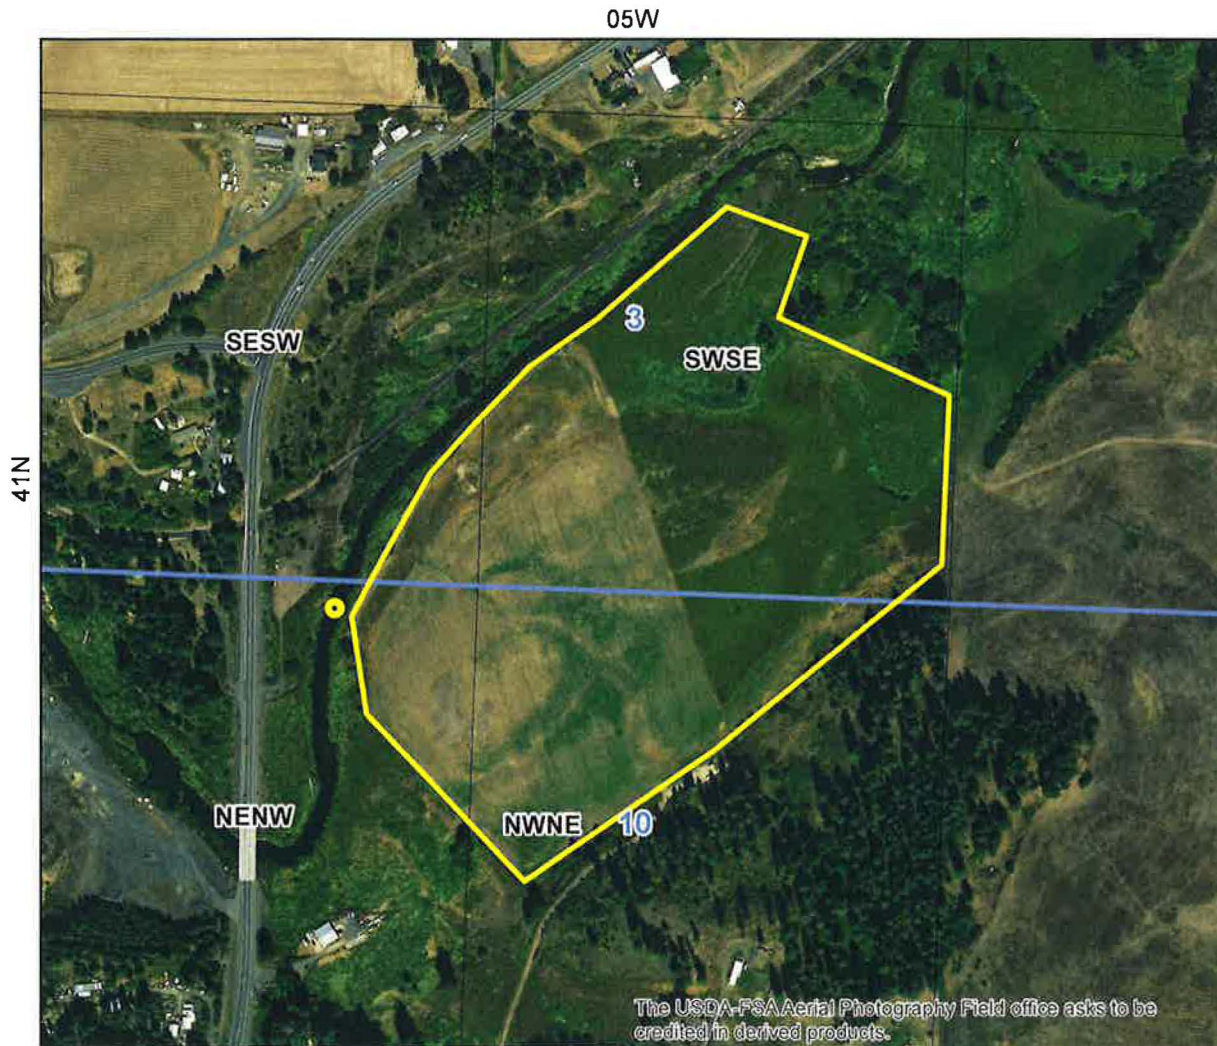 05W
3
SWSE
SESW
41N
NENW
NWNE
10
The USDA-FSA Aerial Photography Field office asks to be
credited in derived products.